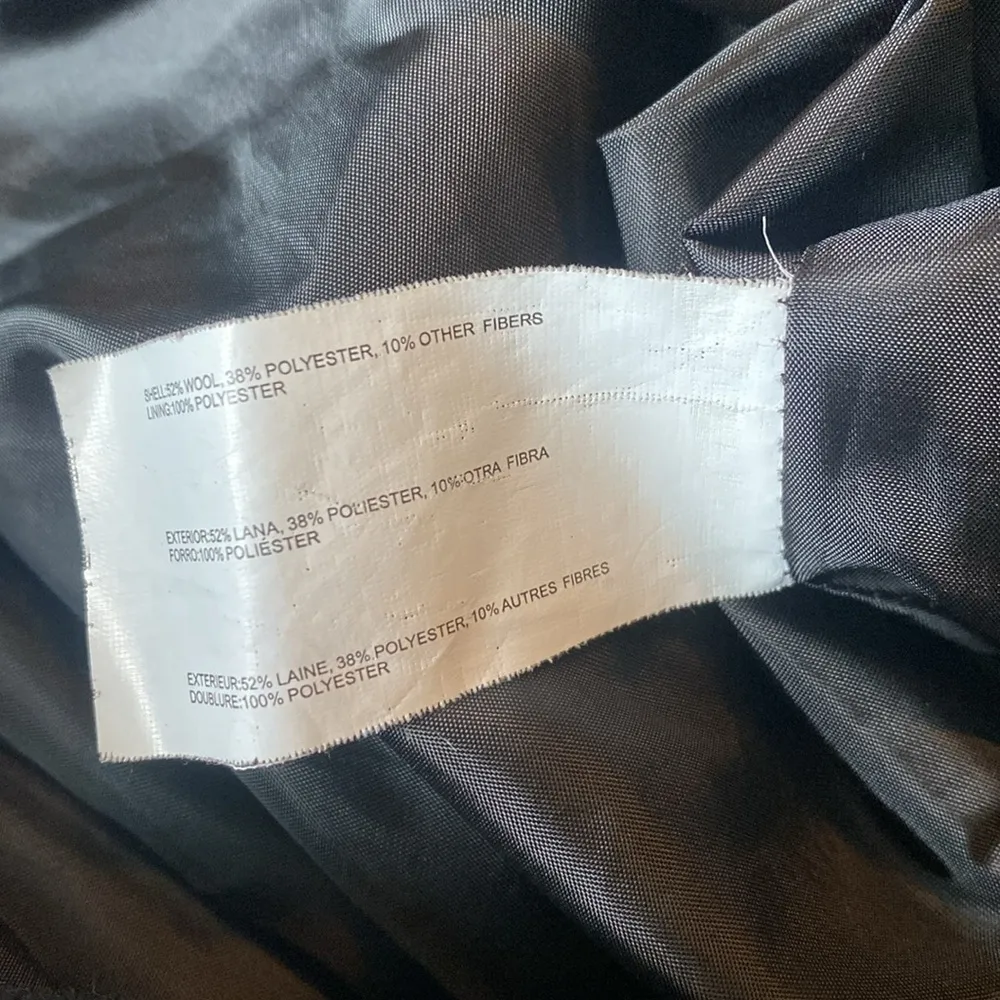 SHELL:52% WOOL, 38% POLYESTER, 10% OTHER FIBERS
LINING:100% POLYESTER
EXTERIOR:52% LANA, 38% POLIESTER, 10% OTRA FIBRA
FORRO:100% POLIÉSTER
EXTERIEUR:52% LAINE, 38% POLYESTER, 10% AUTRES FIBRES
DOUBLURE:100% POLYESTER